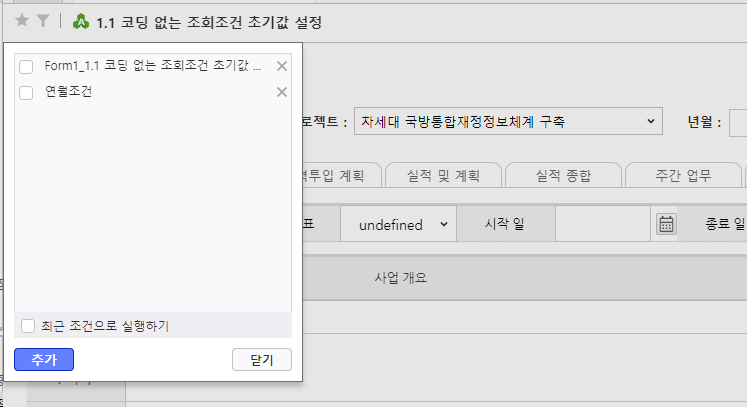 1.1 코딩 없는 조회조건 초기값 설정
Form1_1.1 코딩 없는 조회조건 초기값 ...
연월조건
최근 조건으로 실행하기
추가
닫기
로젝트 : 차세대 국방통합재정정보체계 구축 년월 :
력투입 계획 실적 및 계획 실적 종합 주간 업무
표 undefined 시작 일 종료 일
사업 개요